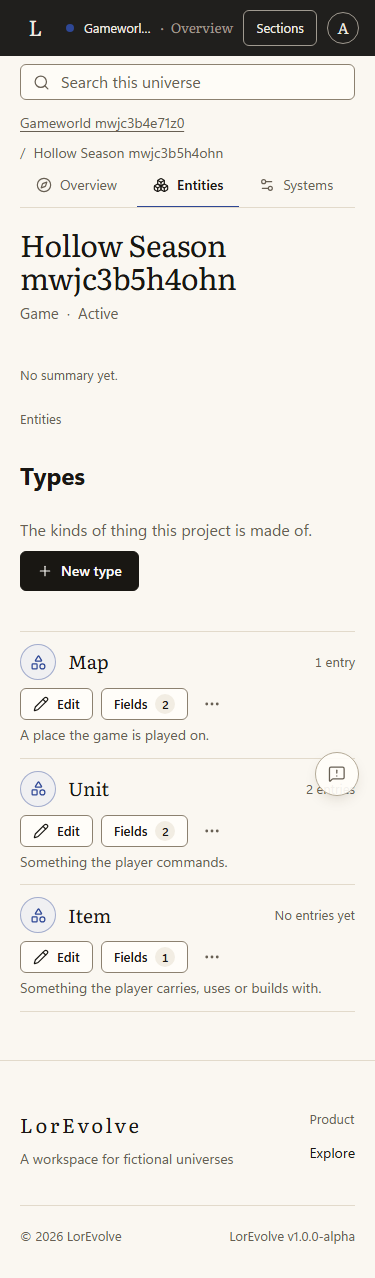 L Gameworl... · Overview Sections A
Search this universe
Gameworld mwjc3b4e71z0
/ Hollow Season mwjc3b5h4ohn
Overview Entities Systems
Hollow Season
mwjc3b5h4ohn
Game · Active
No summary yet.
Entities
Types
The kinds of thing this project is made of.
New type
Map 1 entry
Edit Fields 2
A place the game is played on.
Unit 2 entries
Edit Fields 2
Something the player commands.
Item No entries yet
Edit Fields 1
Something the player carries, uses or builds with.
LorEvolve Product
A workspace for fictional universes Explore
© 2026 LorEvolve LorEvolve v1.0.0-alpha